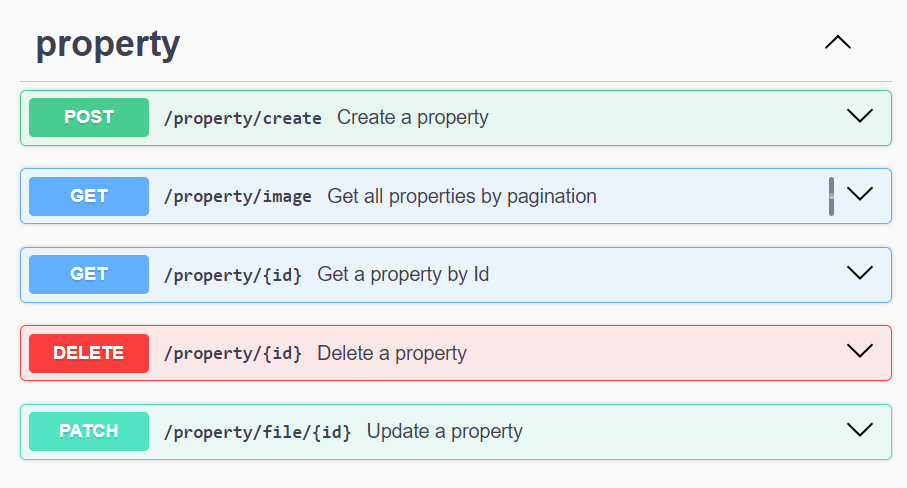 property
POST /property/create Create a property
GET /property/image Get all properties by pagination
GET /property/{id} Get a property by Id
DELETE /property/{id} Delete a property
PATCH /property/file/{id} Update a property